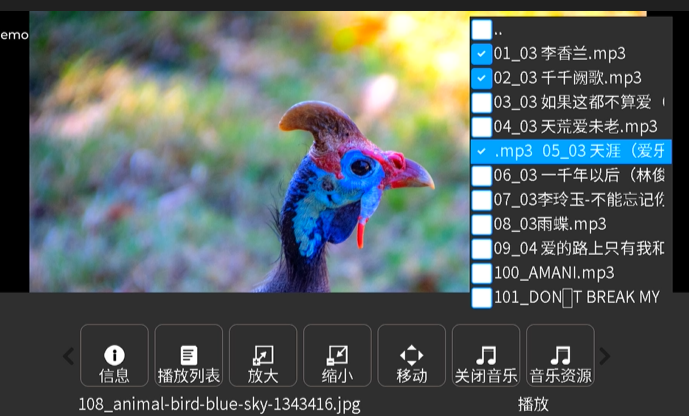 emo
..
01_03 李香兰.mp3
02_03 千千阙歌.mp3
03_03 如果这都不算爱（
04_03 天荒爱未老.mp3
.mp3 05_03 天涯（爱乐
06_03 一千年以后（林俊
07_03李玲玉-不能忘记你
08_03雨蝶.mp3
09_04 爱的路上只有我和
100_AMANI.mp3
101_DON▯T BREAK MY
信息 播放列表 放大 缩小 移动 关闭音乐 音乐资源
108_animal-bird-blue-sky-1343416.jpg 播放